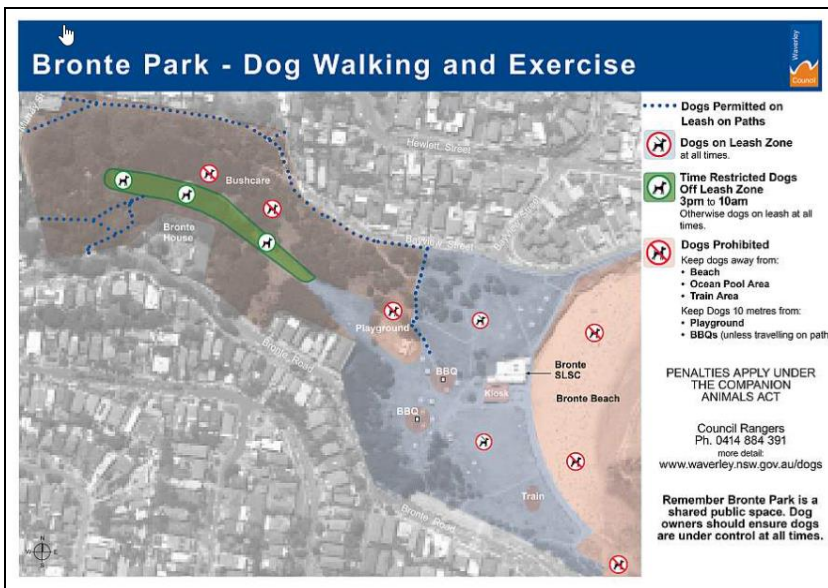 Bronte Park - Dog Walking and Exercise
Waverley
Council
Hewlett Street
Bushcare
Bronte
House
Bayview Street
Playground
Bronte Road
BBQ
BBQ
Kiosk
Bronte
SLSC
Bronte Beach
Train
Bronte Road
N
W E
S
Dogs Permitted on
Leash on Paths
Dogs on Leash Zone
at all times.
Time Restricted Dogs
Off Leash Zone
3pm to 10am
Otherwise dogs on leash at all
times.
Dogs Prohibited
Keep dogs away from:
• Beach
• Ocean Pool Area
• Train Area
Keep Dogs 10 metres from:
• Playground
• BBQs (unless travelling on path
PENALTIES APPLY UNDER
THE COMPANION
ANIMALS ACT
Council Rangers
Ph. 0414 884 391
more detail:
www.waverley.nsw.gov.au/dogs
Remember Bronte Park is a
shared public space. Dog
owners should ensure dogs
are under control at all times.